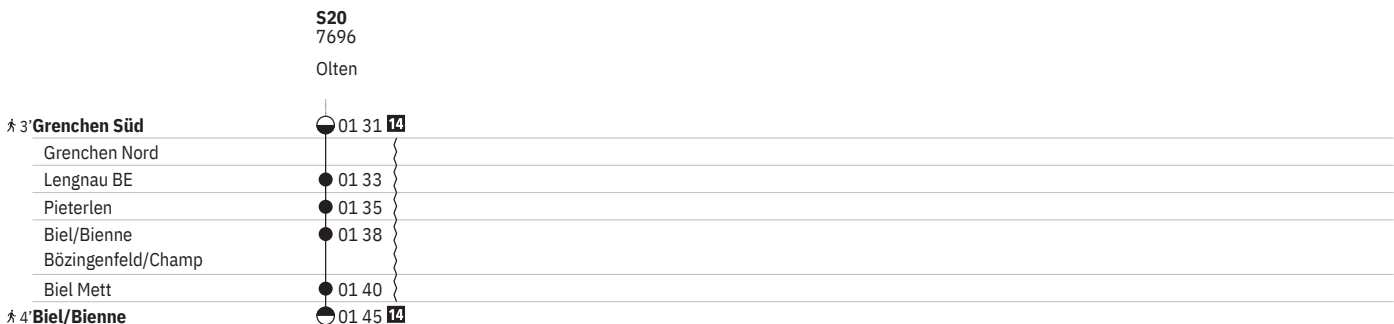 S20
7696
Olten
3' Grenchen Süd 01 31 14
Grenchen Nord
Lengnau BE 01 33
Pieterlen 01 35
Biel/Bienne 01 38
Bözingenfeld/Champ
Biel Mett 01 40
4' Biel/Bienne 01 45 14